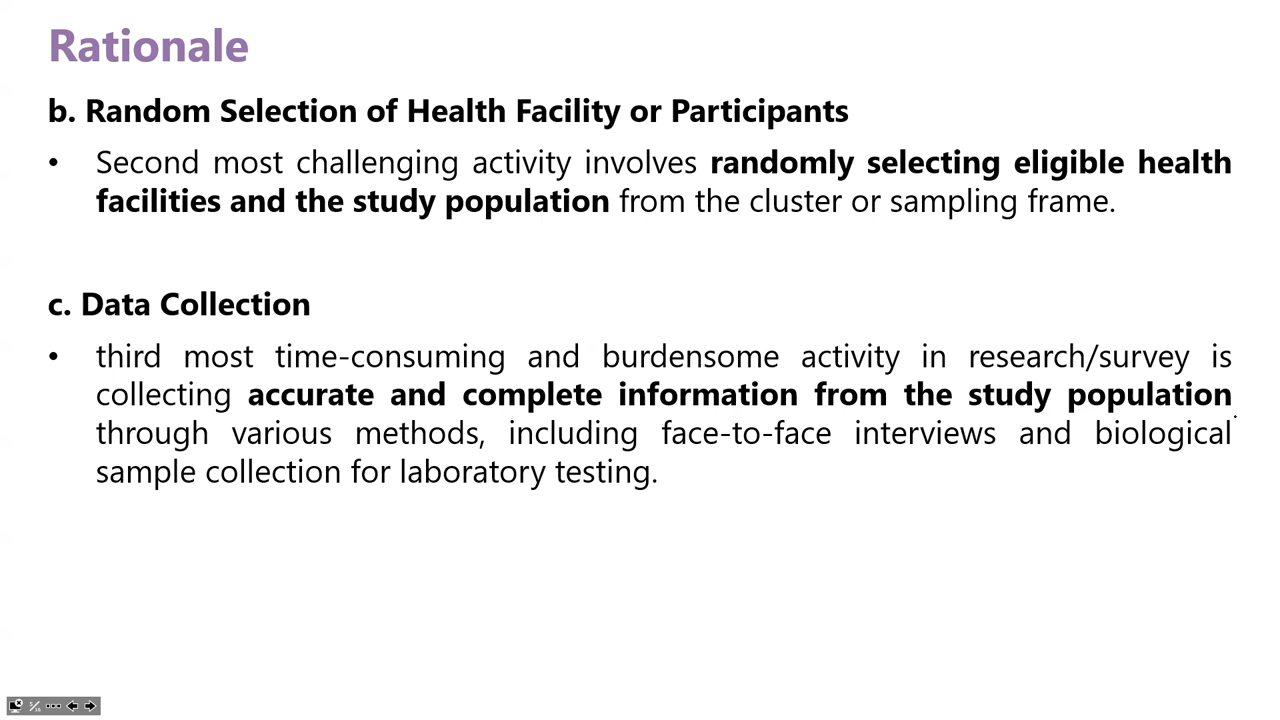 Rationale
b. Random Selection of Health Facility or Participants
• Second most challenging activity involves randomly selecting eligible health
facilities and the study population from the cluster or sampling frame.
c. Data Collection
• third most time-consuming and burdensome activity in research/survey is
collecting accurate and complete information from the study population
through various methods, including face-to-face interviews and biological
sample collection for laboratory testing.